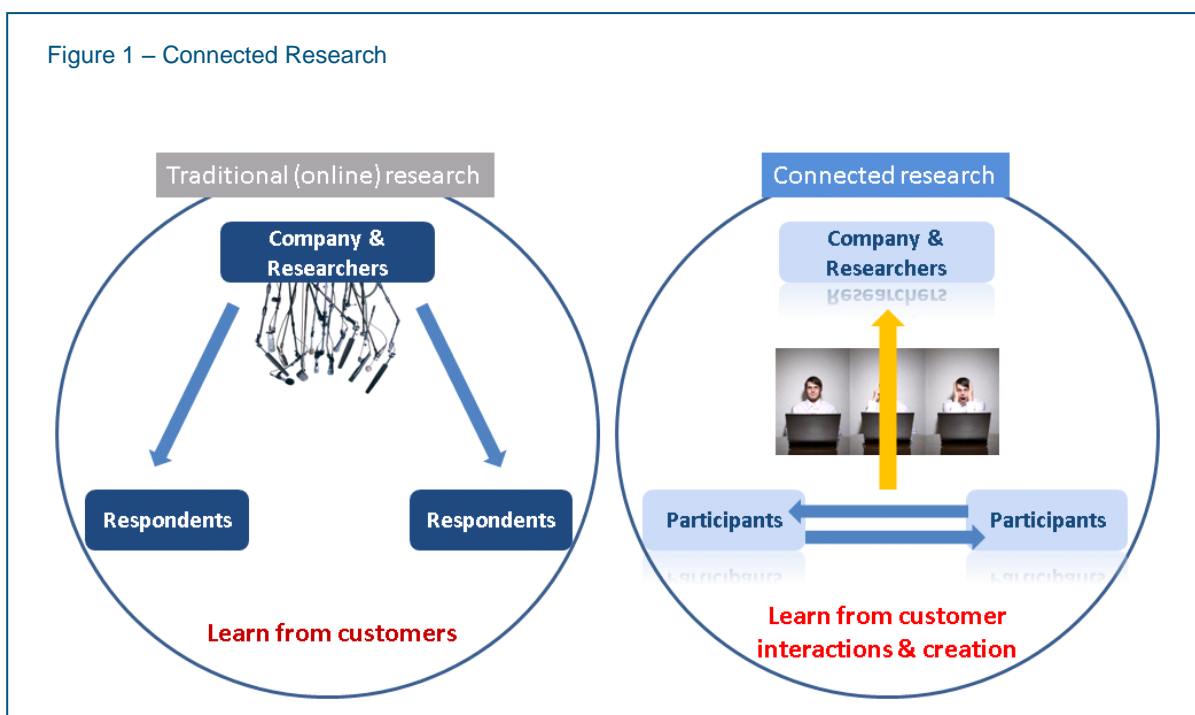 Figure 1 – Connected Research
Traditional (online) research
Company &
Researchers
Respondents
Respondents
Learn from customers
Connected research
Company &
Researchers
Participants
Participants
Learn from customer
interactions & creation